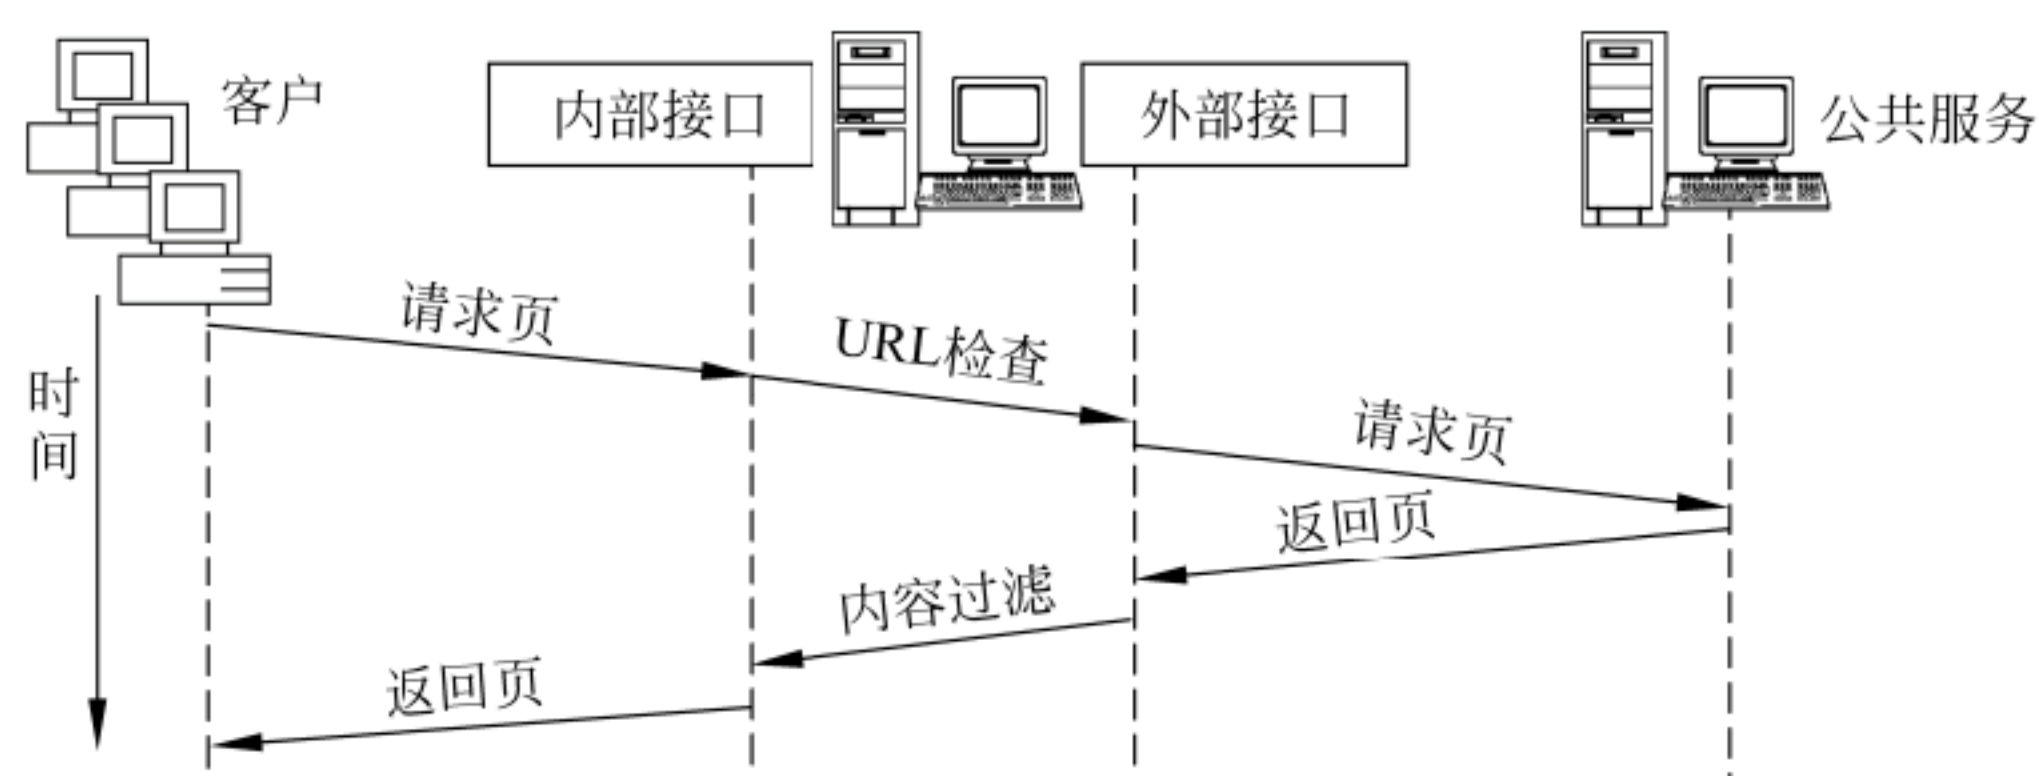 客户
内部接口
外部接口
公共服务
请求页
URL检查
时间
请求页
返回页
内容过滤
返回页